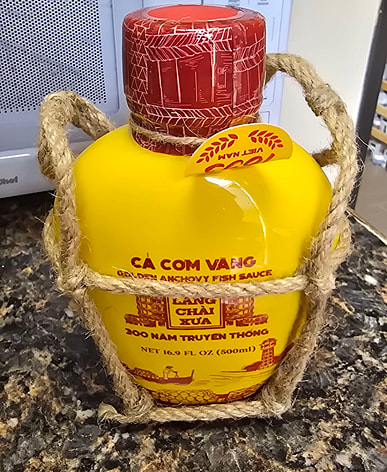 VIET NAM
CÁ CƠM VÀNG
GOLDEN ANCHOVY FISH SAUCE
LÀNG
CHÀI
XƯA
300 NĂM TRUYỀN THỐNG
NET 16.9 FL OZ (500ml)